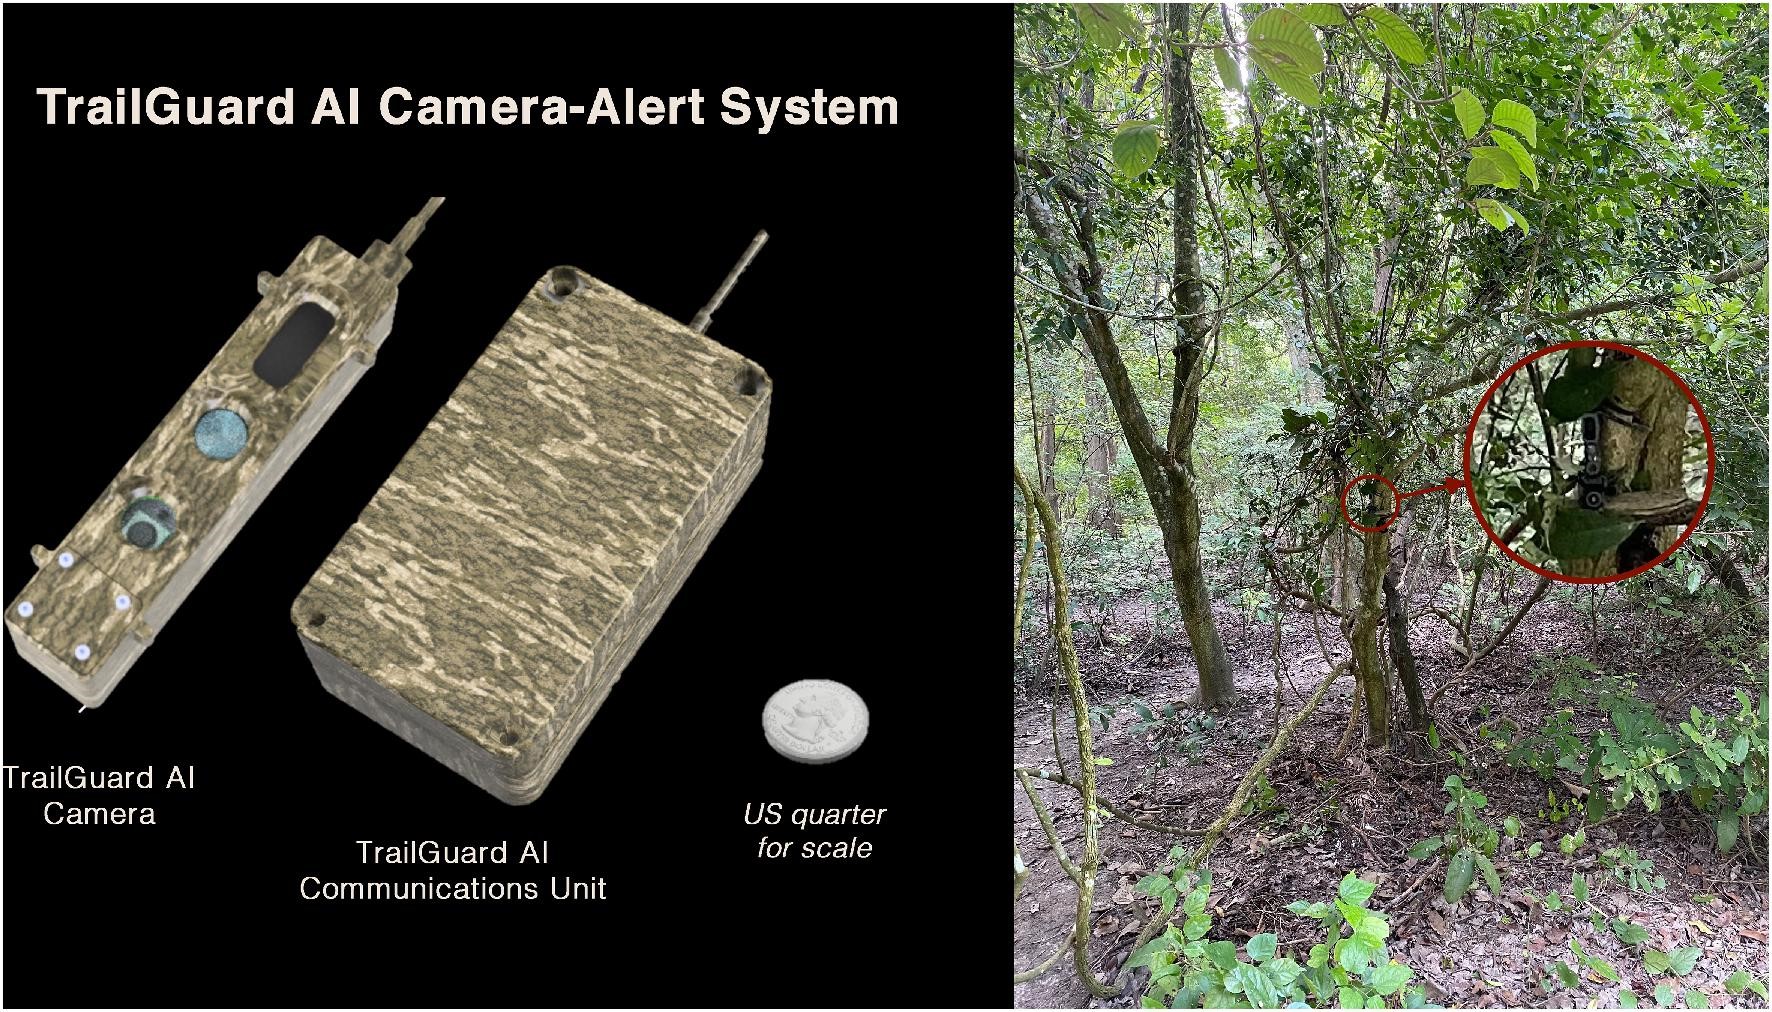 TrailGuard AI Camera-Alert System
TrailGuard AI
Camera
TrailGuard AI
Communications Unit
US quarter
for scale